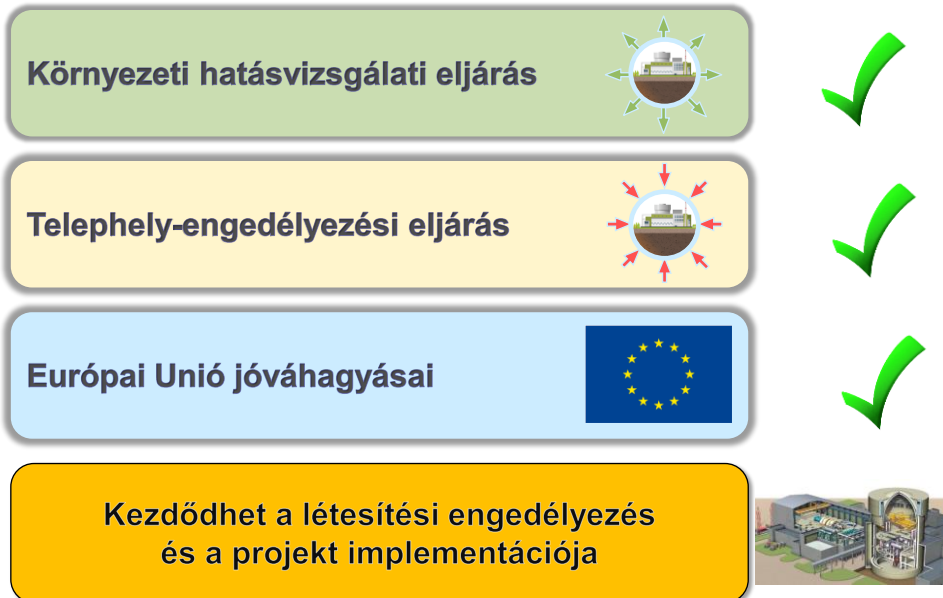 Környezeti hatásvizsgálati eljárás
Telephely-engedélyezési eljárás
Európai Unió jóváhagyásai
Kezdődhet a létesítési engedélyezés
és a projekt implementációja